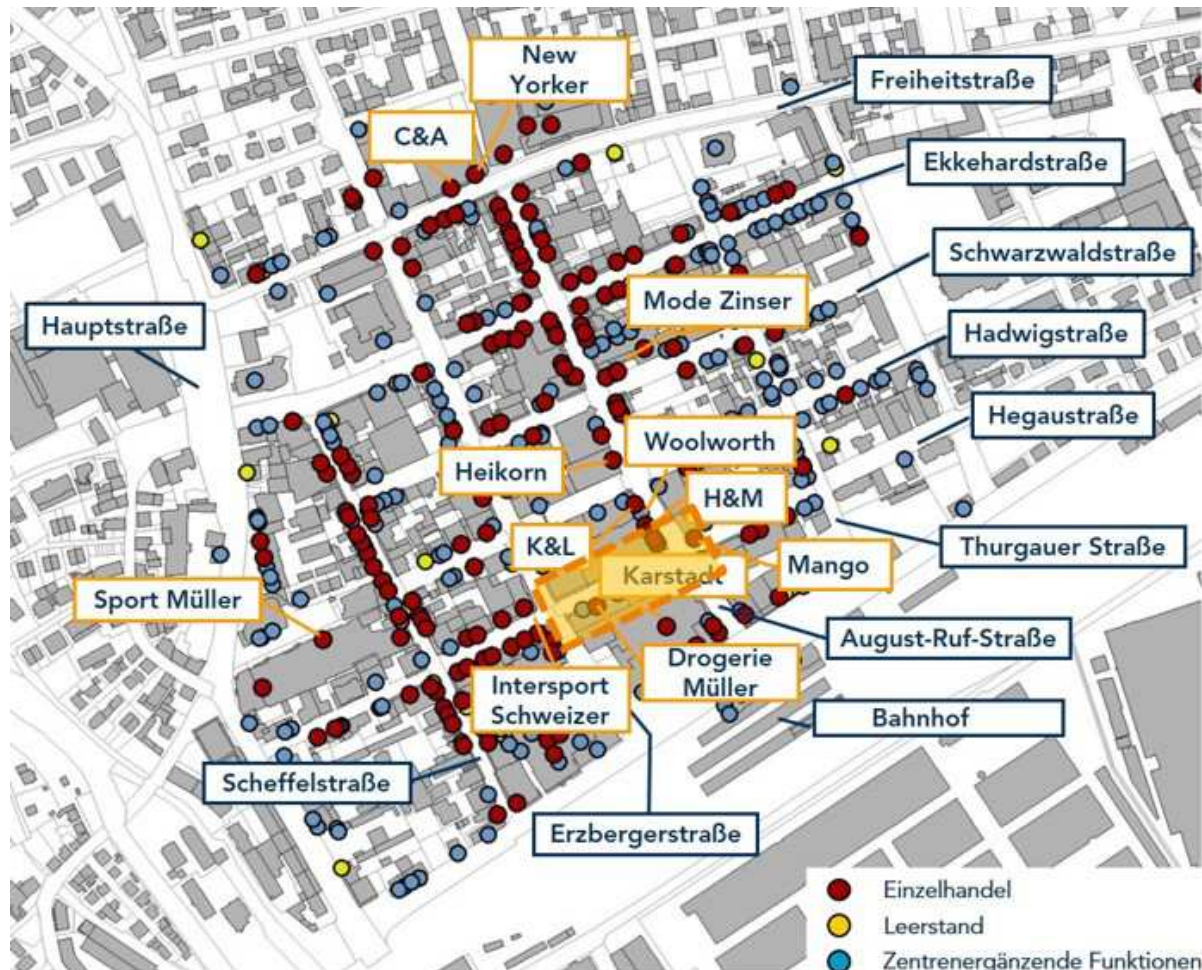 New
Yorker
Freiheitstraße
C&A
Ekkehardstraße
Schwarzwaldstraße
Mode Zinser
Hauptstraße
Hadwigstraße
Hegaustraße
Woolworth
Heikorn
H&M
K&L
Thurgauer Straße
Karstadt
Mango
Sport Müller
August-Ruf-Straße
Drogerie
Müller
Intersport
Schweizer
Bahnhof
Scheffelstraße
Erzbergerstraße
Einzelhandel
Leerstand
Zentrenergänzende Funktionen